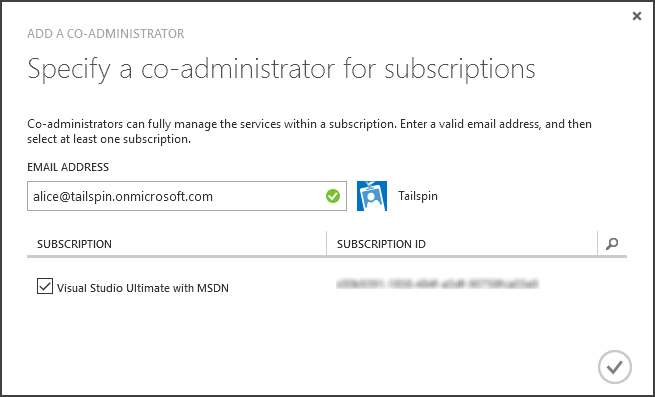 ADD A CO-ADMINISTRATOR
Specify a co-administrator for subscriptions
Co-administrators can fully manage the services within a subscription. Enter a valid email address, and then
select at least one subscription.
EMAIL ADDRESS
alice@tailspin.onmicrosoft.com
Tailspin
SUBSCRIPTION SUBSCRIPTION ID
Visual Studio Ultimate with MSDN